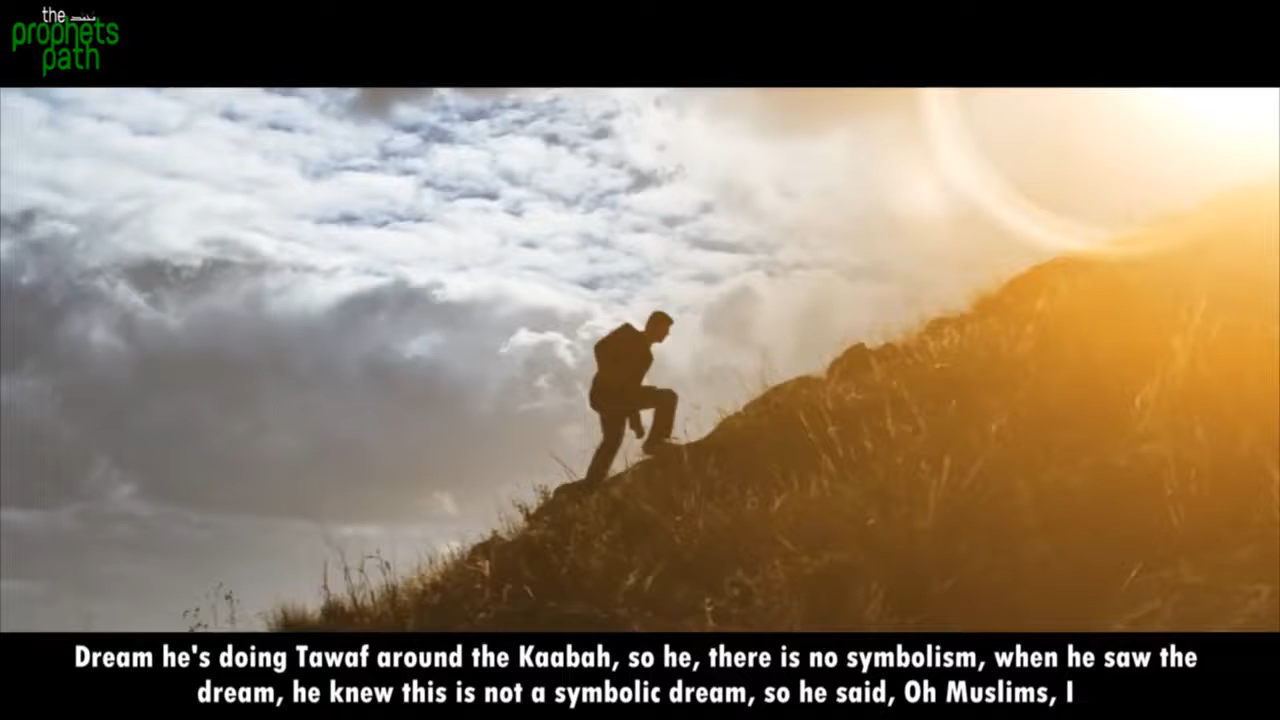 the محمد
prophets
path
Dream he's doing Tawaf around the Kaabah, so he, there is no symbolism, when he saw the
dream, he knew this is not a symbolic dream, so he said, Oh Muslims, I